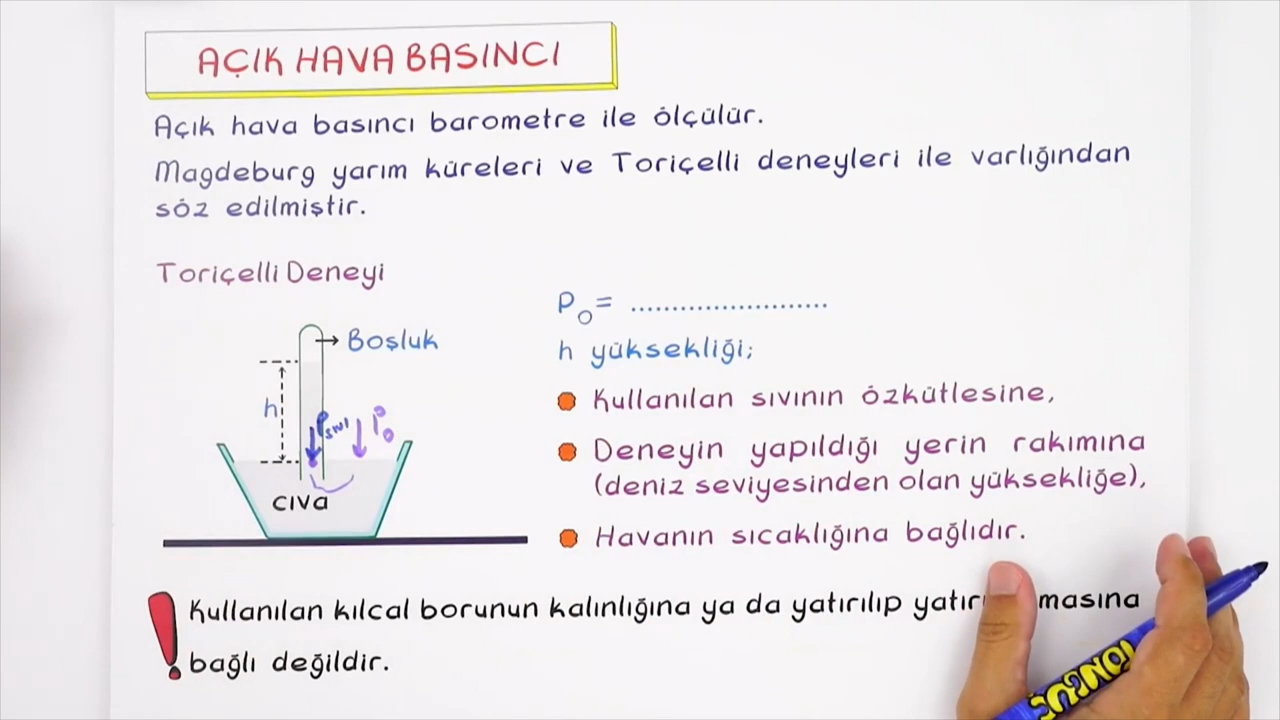 AÇIK HAVA BASINCI
Açık hava basıncı barometre ile ölçülür.
Magdeburg yarım küreleri ve Toriçelli deneyleri ile varlığından
söz edilmiştir.
Toriçelli Deneyi
Boşluk
h
Psıvı
P0
cıva
P0 = ........................
h yüksekliği;
Kullanılan sıvının özkütlesine,
Deneyin yapıldığı yerin rakımına
(deniz seviyesinden olan yüksekliğe),
Havanın sıcaklığına bağlıdır.
Kullanılan kılcal borunun kalınlığına ya da yatırılıp
bağlı değildir.
TONGUÇ